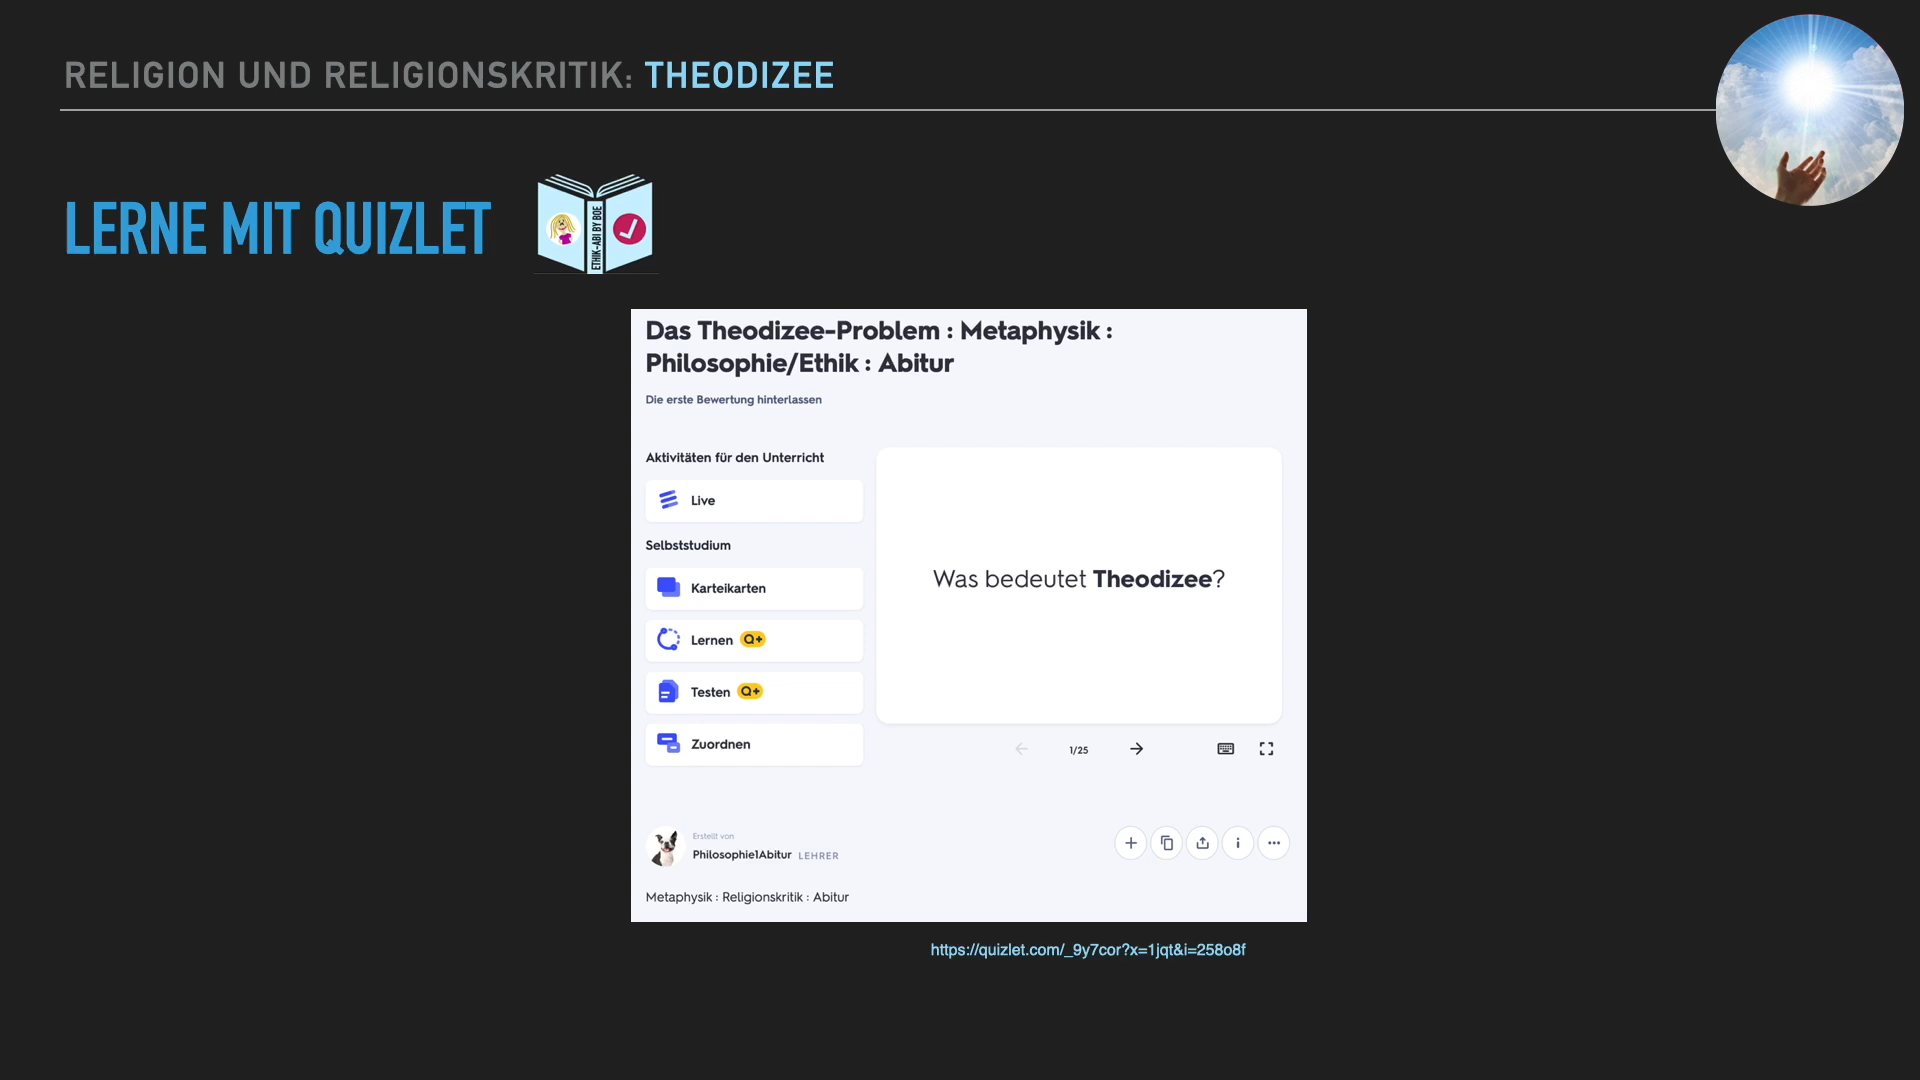 RELIGION UND RELIGIONSKRITIK: THEODIZEE
LERNE MIT QUIZLET
ETHIK-ABI BY BOE
Das Theodizee-Problem : Metaphysik :
Philosophie/Ethik : Abitur
Die erste Bewertung hinterlassen
Aktivitäten für den Unterricht
Live
Selbststudium
Karteikarten
Lernen Q+
Testen Q+
Zuordnen
Was bedeutet Theodizee?
1/25
Erstellt von
Philosophie1Abitur LEHRER
Metaphysik : Religionskritik : Abitur
https://quizlet.com/_9y7cor?x=1jqt&i=258o8f